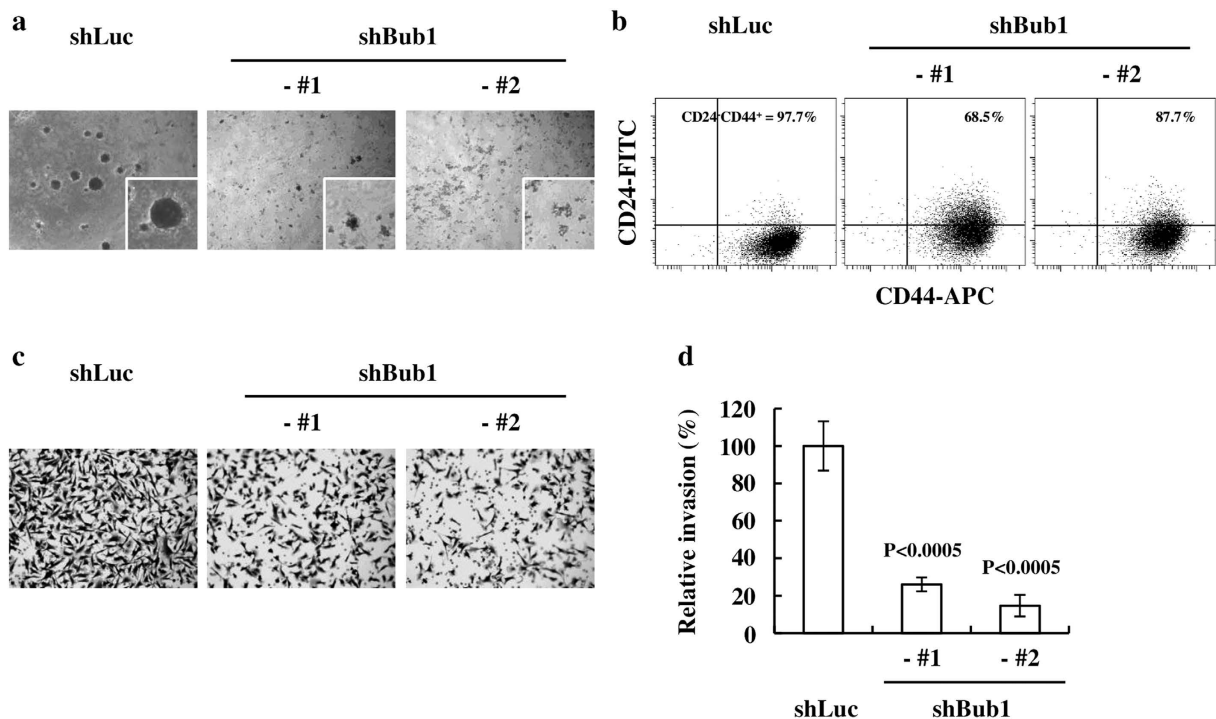 a
shLuc
shBub1
- #1
- #2
b
shLuc
shBub1
- #1
- #2
CD24-CD44+ = 97.7%
68.5%
87.7%
CD24-FITC
CD44-APC
c
shLuc
shBub1
- #1
- #2
d
Relative invasion (%)
120
100
80
60
40
20
0
P<0.0005
P<0.0005
- #1
- #2
shLuc
shBub1